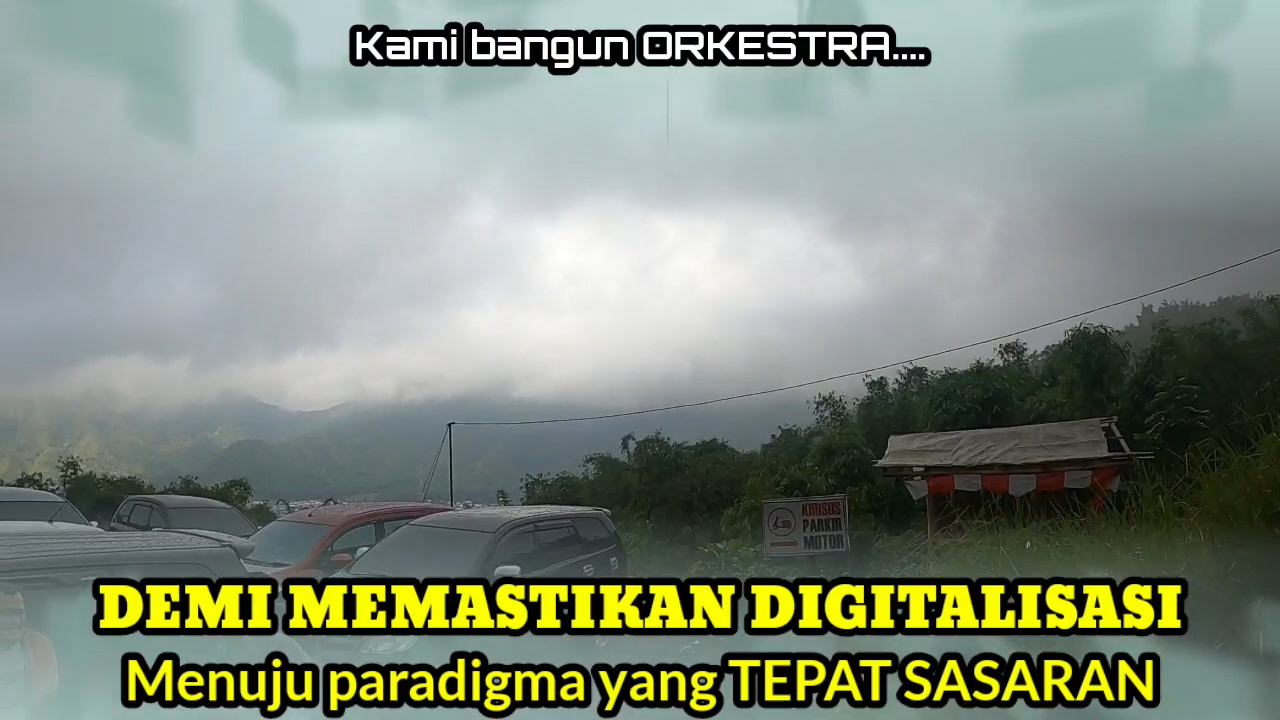 Kami bangun ORKESTRA....
KHUSUS
PARKIR
MOTOR
DEMI MEMASTIKAN DIGITALISASI
Menuju paradigma yang TEPAT SASARAN